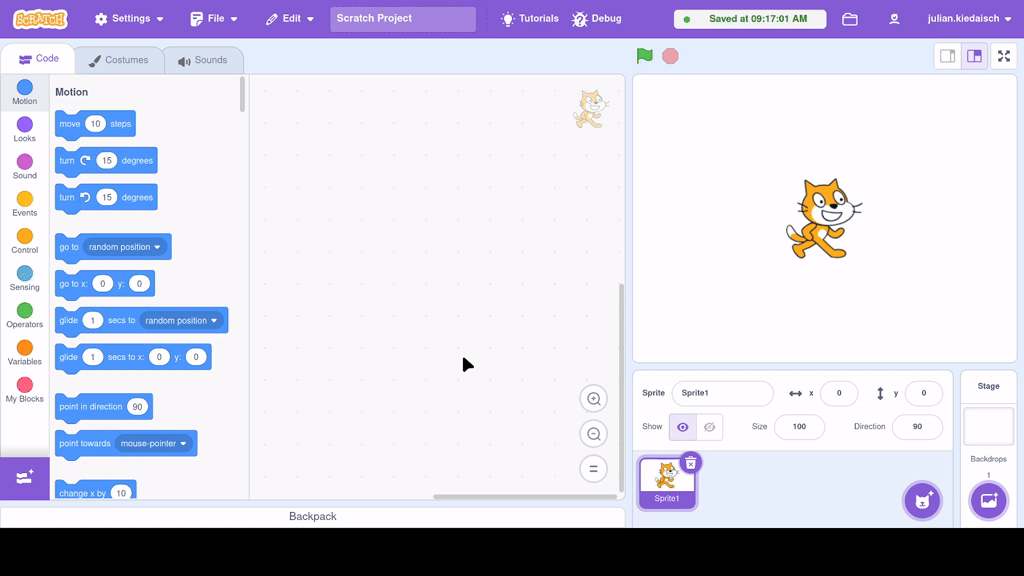 SCRATCH Settings File Edit Scratch Project Tutorials Debug Saved at 09:17:01 AM julian.kiedaisch
Code Costumes Sounds
Motion
Looks
Sound
Events
Control
Sensing
Operators
Variables
My Blocks
Motion
move 10 steps
turn 15 degrees
turn 15 degrees
go to random position
go to x: 0 y: 0
glide 1 secs to random position
glide 1 secs to x: 0 y: 0
point in direction 90
point towards mouse-pointer
change x by 10
Backpack
Sprite Sprite1 x 0 y 0
Show Size 100 Direction 90
Sprite1
Stage
Backdrops
1